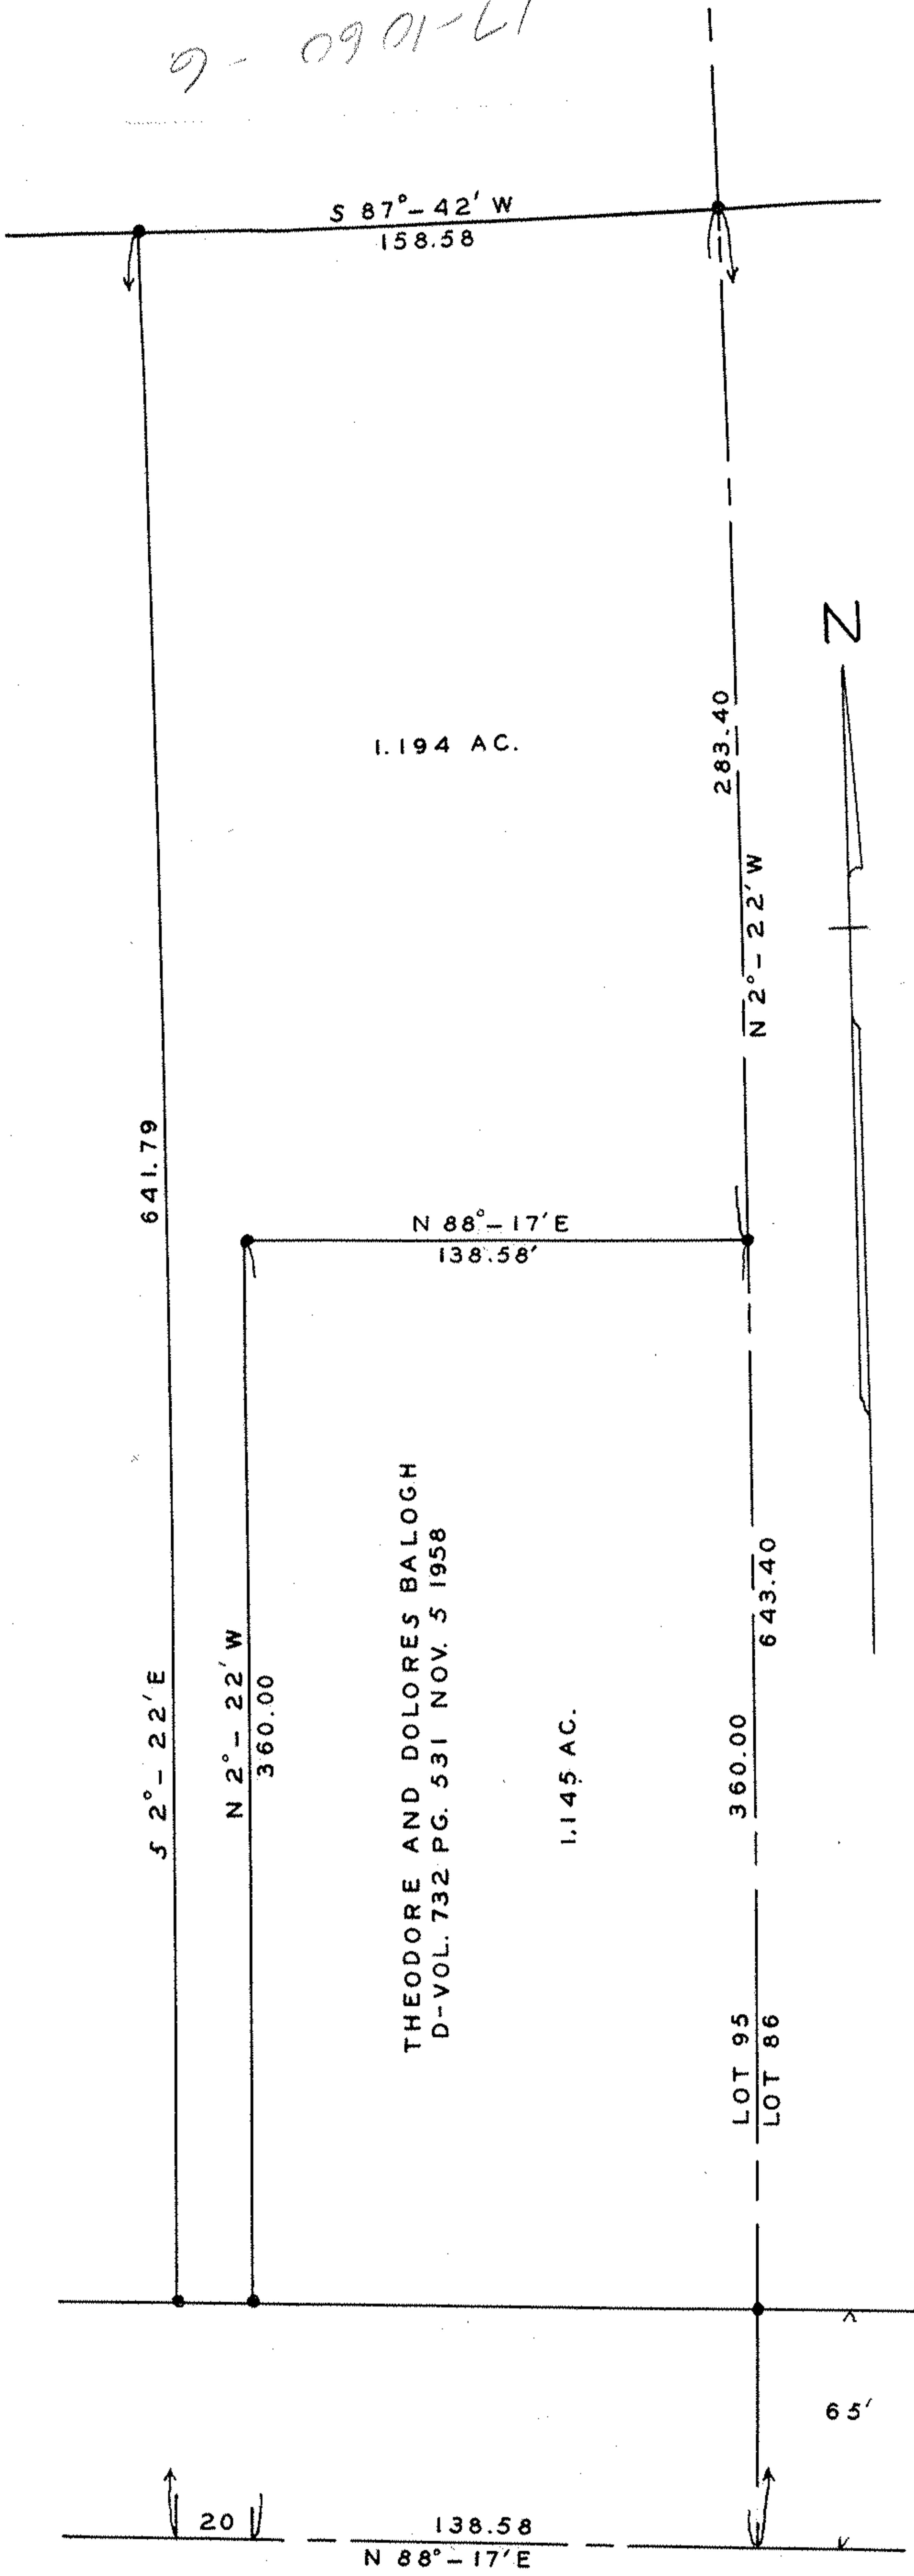 17-1060-6
S 87°-42' W
158.58
1.194 AC.
283.40
N 2°-22' W
N
641.79
N 88°-17' E
138.58'
S 2°-22' E
N 2°-22' W
360.00
THEODORE AND DOLORES BALOGH
D-VOL. 732 PG. 531 NOV. 5 1958
1.145 AC.
360.00
643.40
LOT 95
LOT 86
65'
20
138.58
N 88°-17' E